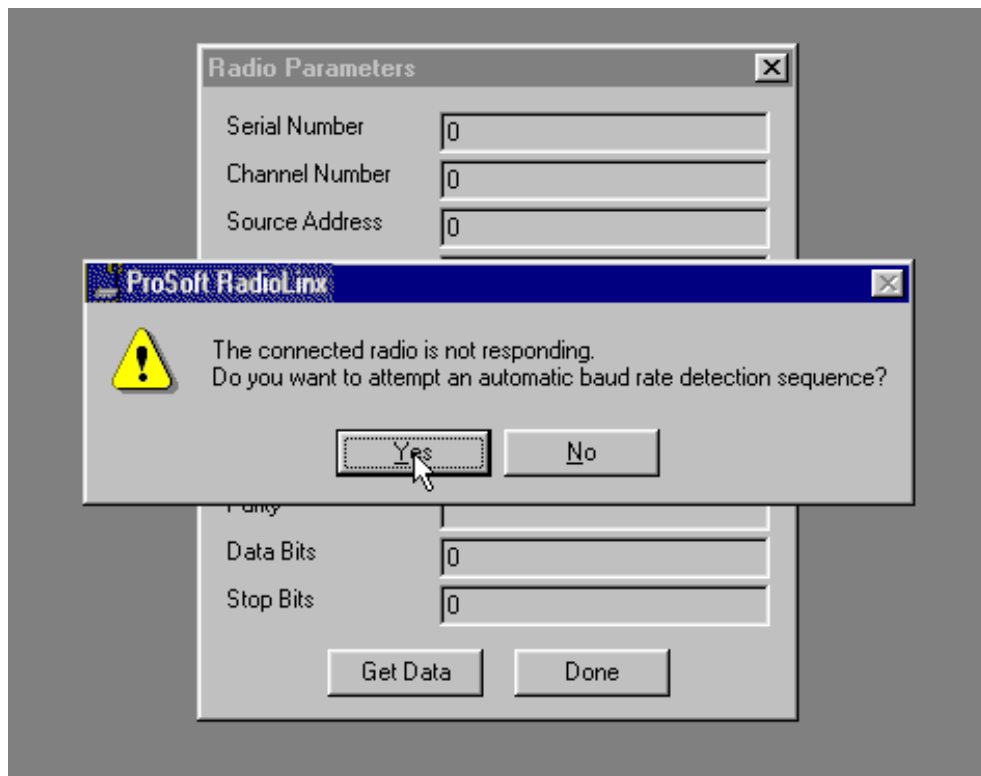 Radio Parameters
Serial Number 0
Channel Number 0
Source Address 0
ProSoft RadioLinx
The connected radio is not responding.
Do you want to attempt an automatic baud rate detection sequence?
Yes No
Parity
Data Bits 0
Stop Bits 0
Get Data Done